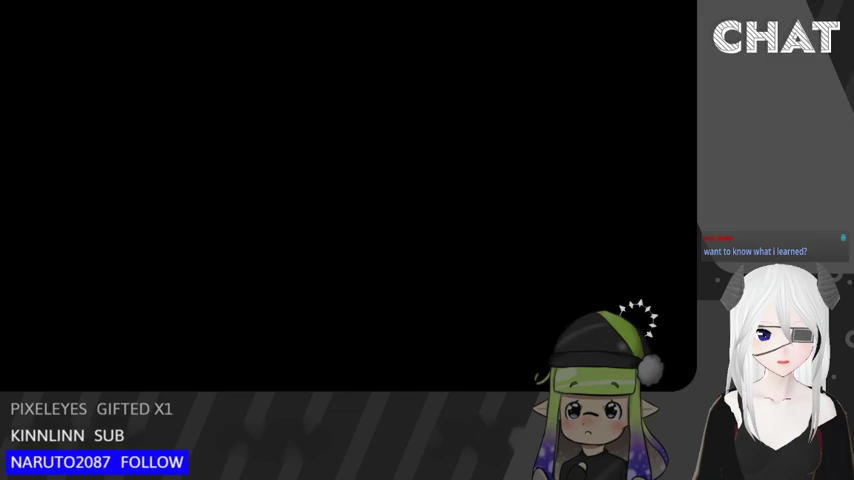 CHAT
want to know what i learned?
PIXELEYES GIFTED X1
KINNLINN SUB
NARUTO2087 FOLLOW